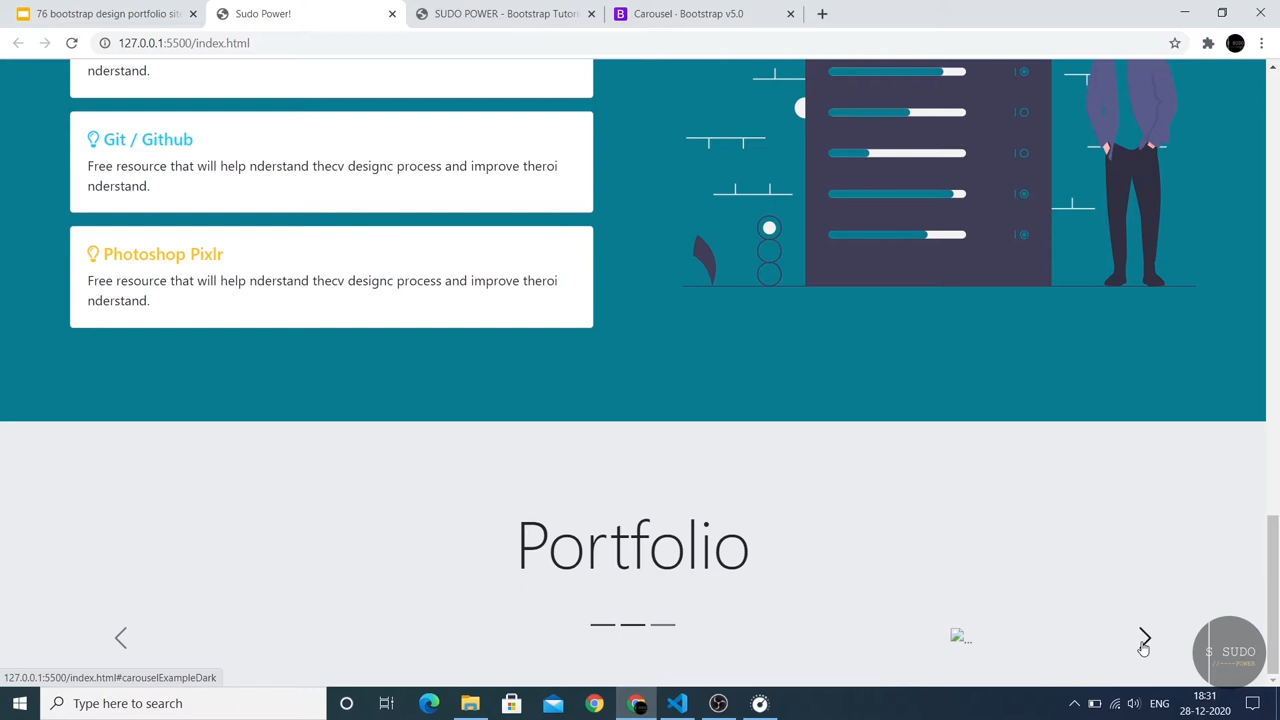 76 bootstrap design portfolio sit
Sudo Power!
SUDO POWER - Bootstrap Tutori
Carousel · Bootstrap v5.0
127.0.0.1:5500/index.html
nderstand.
Git / Github
Free resource that will help nderstand thecv designc process and improve theroi
nderstand.
Photoshop Pixlr
Free resource that will help nderstand thecv designc process and improve theroi
nderstand.
Portfolio
...
$ SUDO
//----POWER
127.0.0.1:5500/index.html#carouselExampleDark
Type here to search
ENG
18:31
28-12-2020